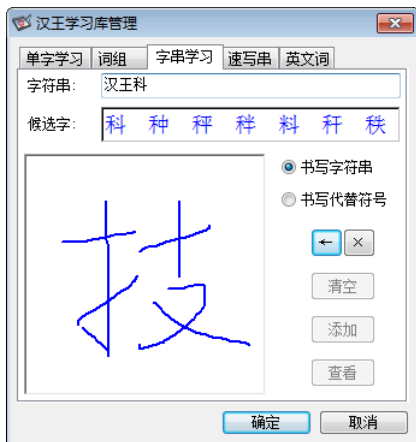 汉王学习库管理
单字学习 词组 字串学习 速写串 英文词
字符串: 汉王科
候选字: 科 种 秤 秚 料 秆 秩
技
书写字符串
书写代替符号
← ×
清空
添加
查看
确定 取消